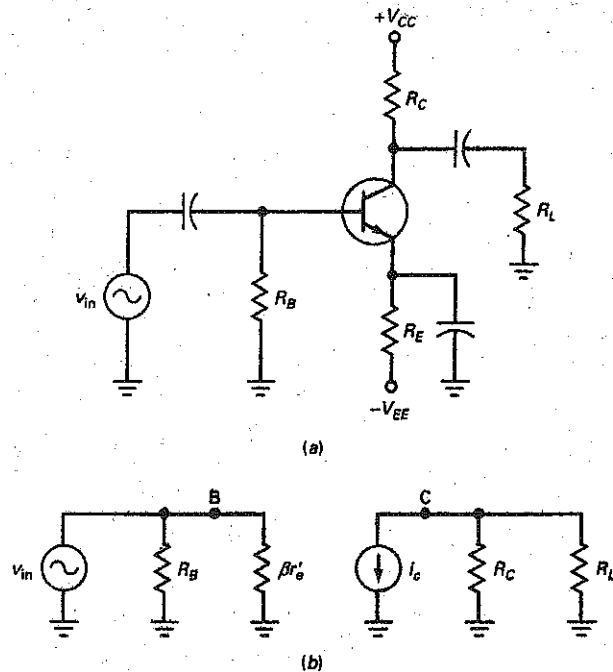 +V_CC
R_C
R_L
v_in
R_B
R_E
-V_EE
(a)
B
C
v_in
R_B
βr'_e
i_c
R_C
R_L
(b)